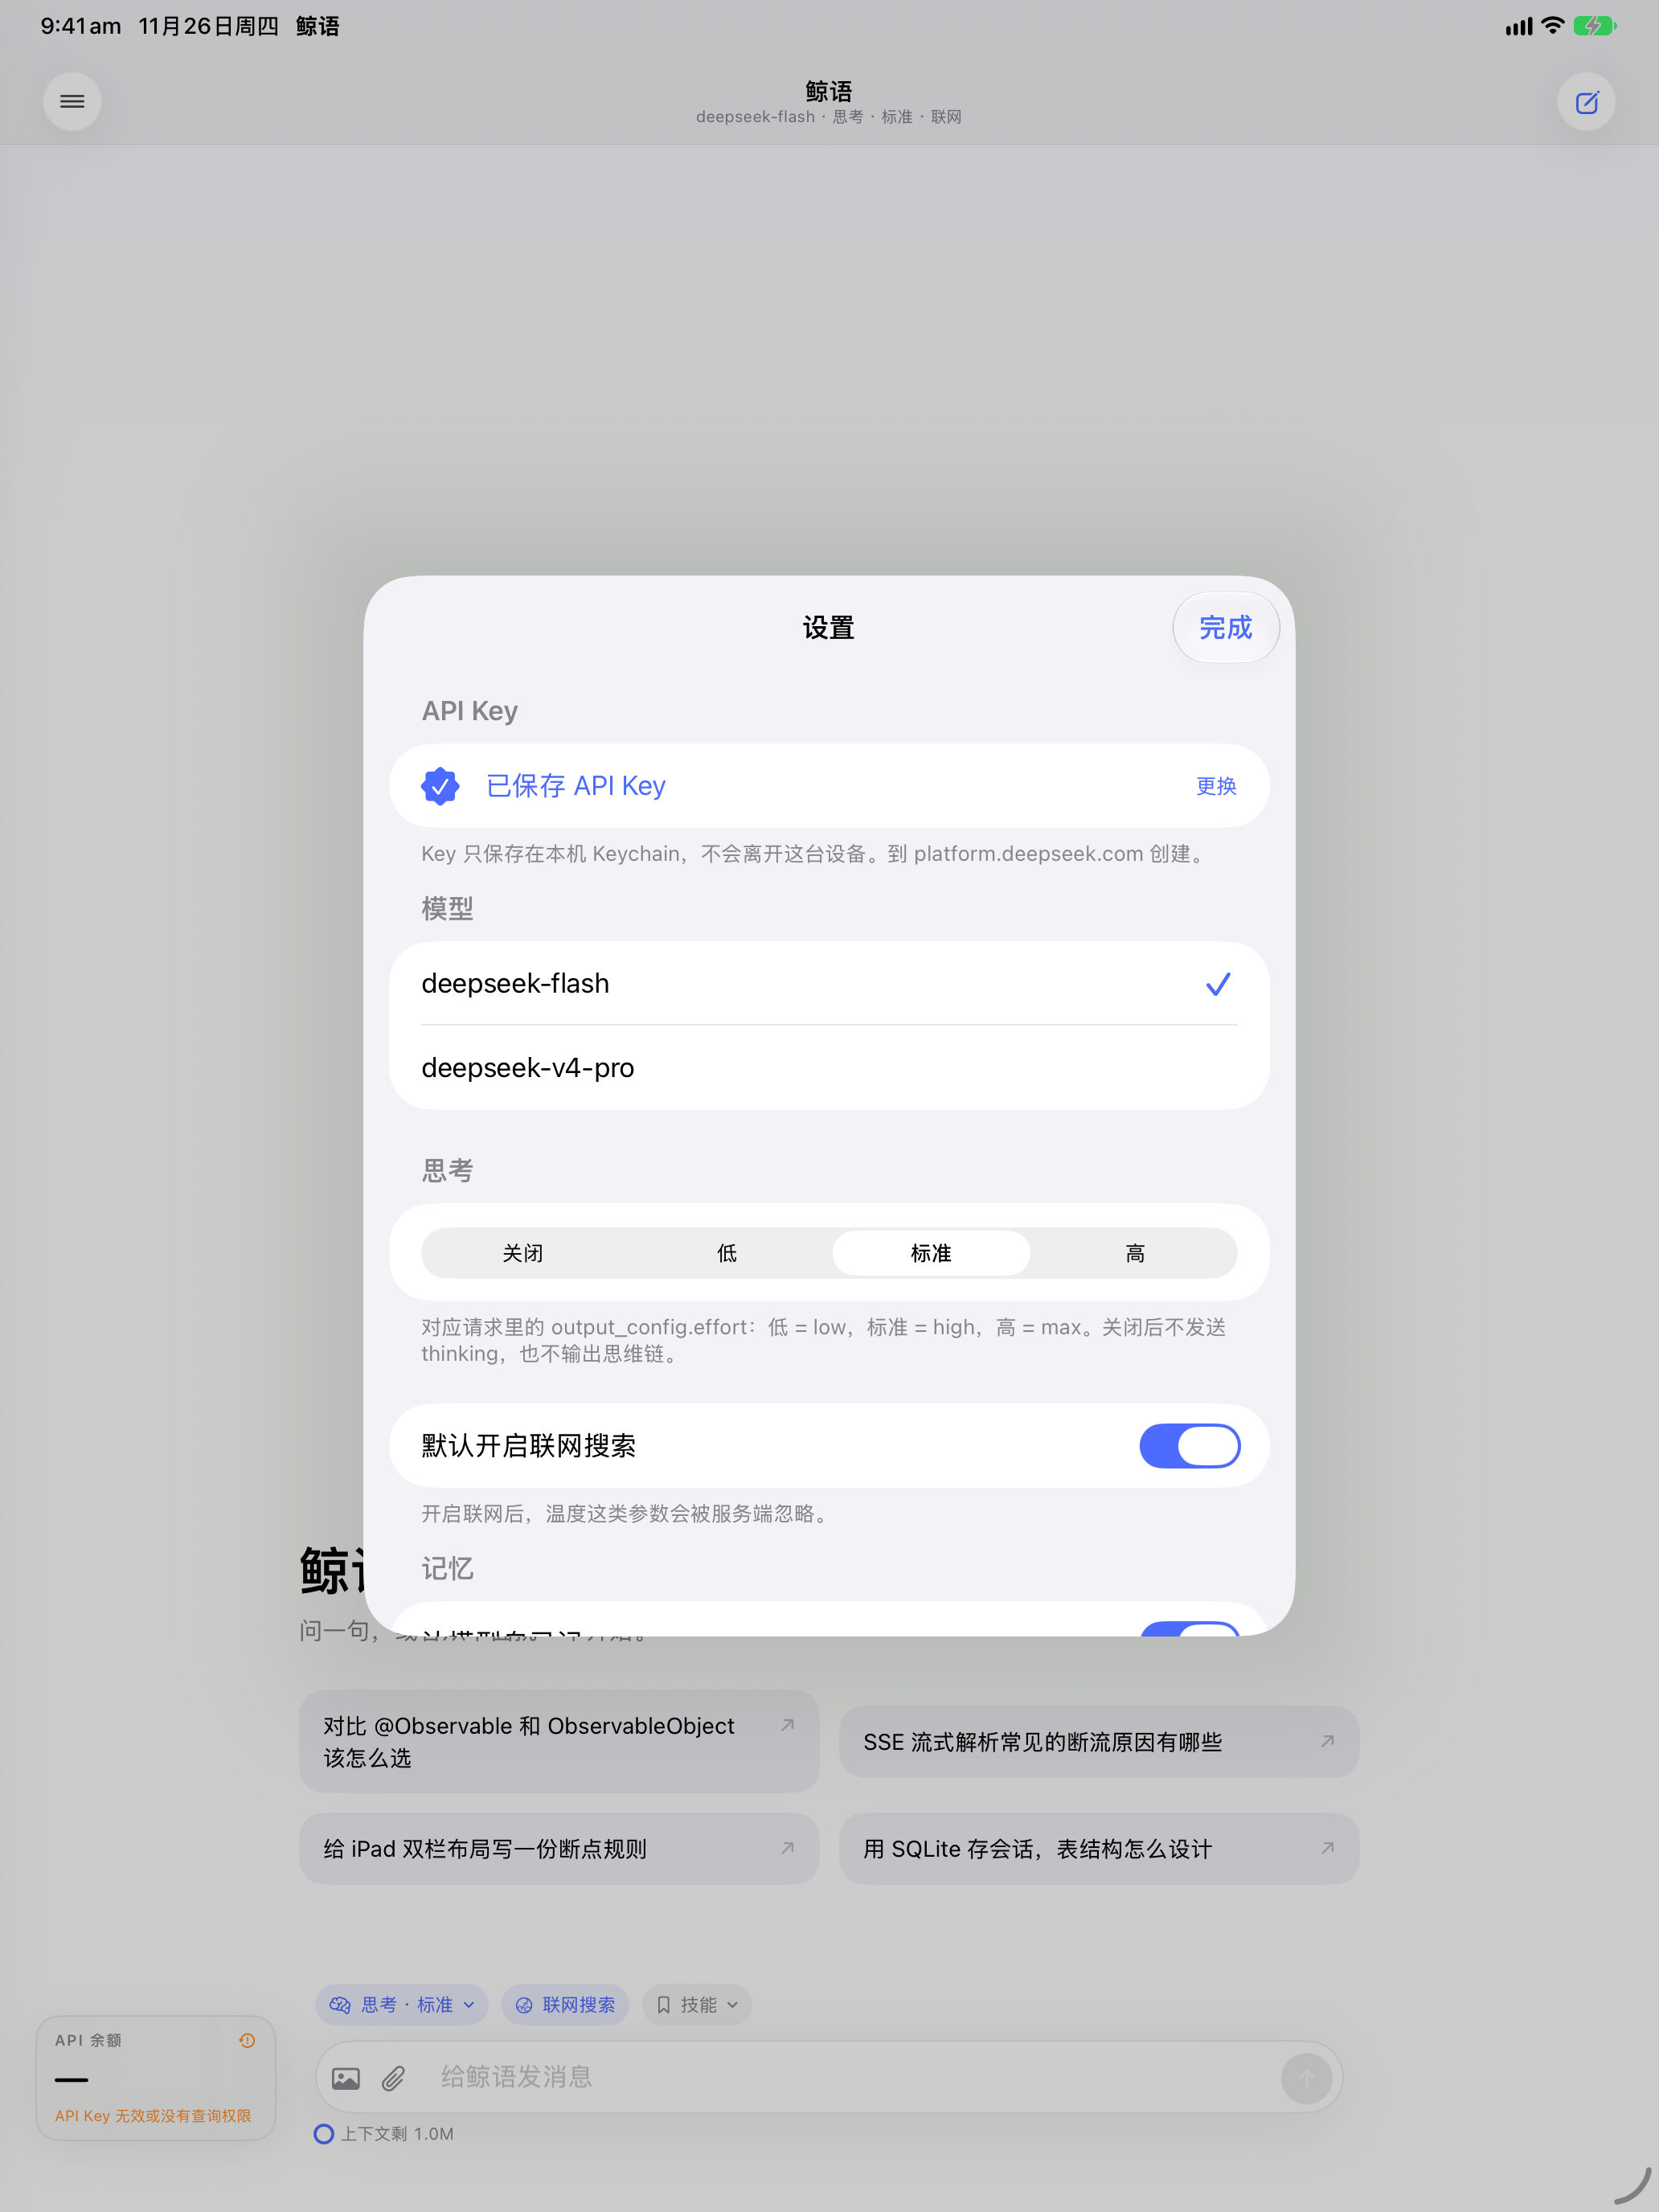 9:41am 11月26日周四 鲸语
鲸语
deepseek-flash · 思考 · 标准 · 联网
设置
完成
API Key
已保存 API Key
更换
Key 只保存在本机 Keychain，不会离开这台设备。到 platform.deepseek.com 创建。
模型
deepseek-flash
deepseek-v4-pro
思考
关闭
低
标准
高
对应请求里的 output_config.effort：低 = low，标准 = high，高 = max。关闭后不发送
thinking，也不输出思维链。
默认开启联网搜索
开启联网后，温度这类参数会被服务端忽略。
记忆
鲸语
问一句，
对比 @Observable 和 ObservableObject
该怎么选
SSE 流式解析常见的断流原因有哪些
给 iPad 双栏布局写一份断点规则
用 SQLite 存会话，表结构怎么设计
思考 · 标准
联网搜索
技能
API 余额
—
API Key 无效或没有查询权限
给鲸语发消息
上下文剩 1.0M